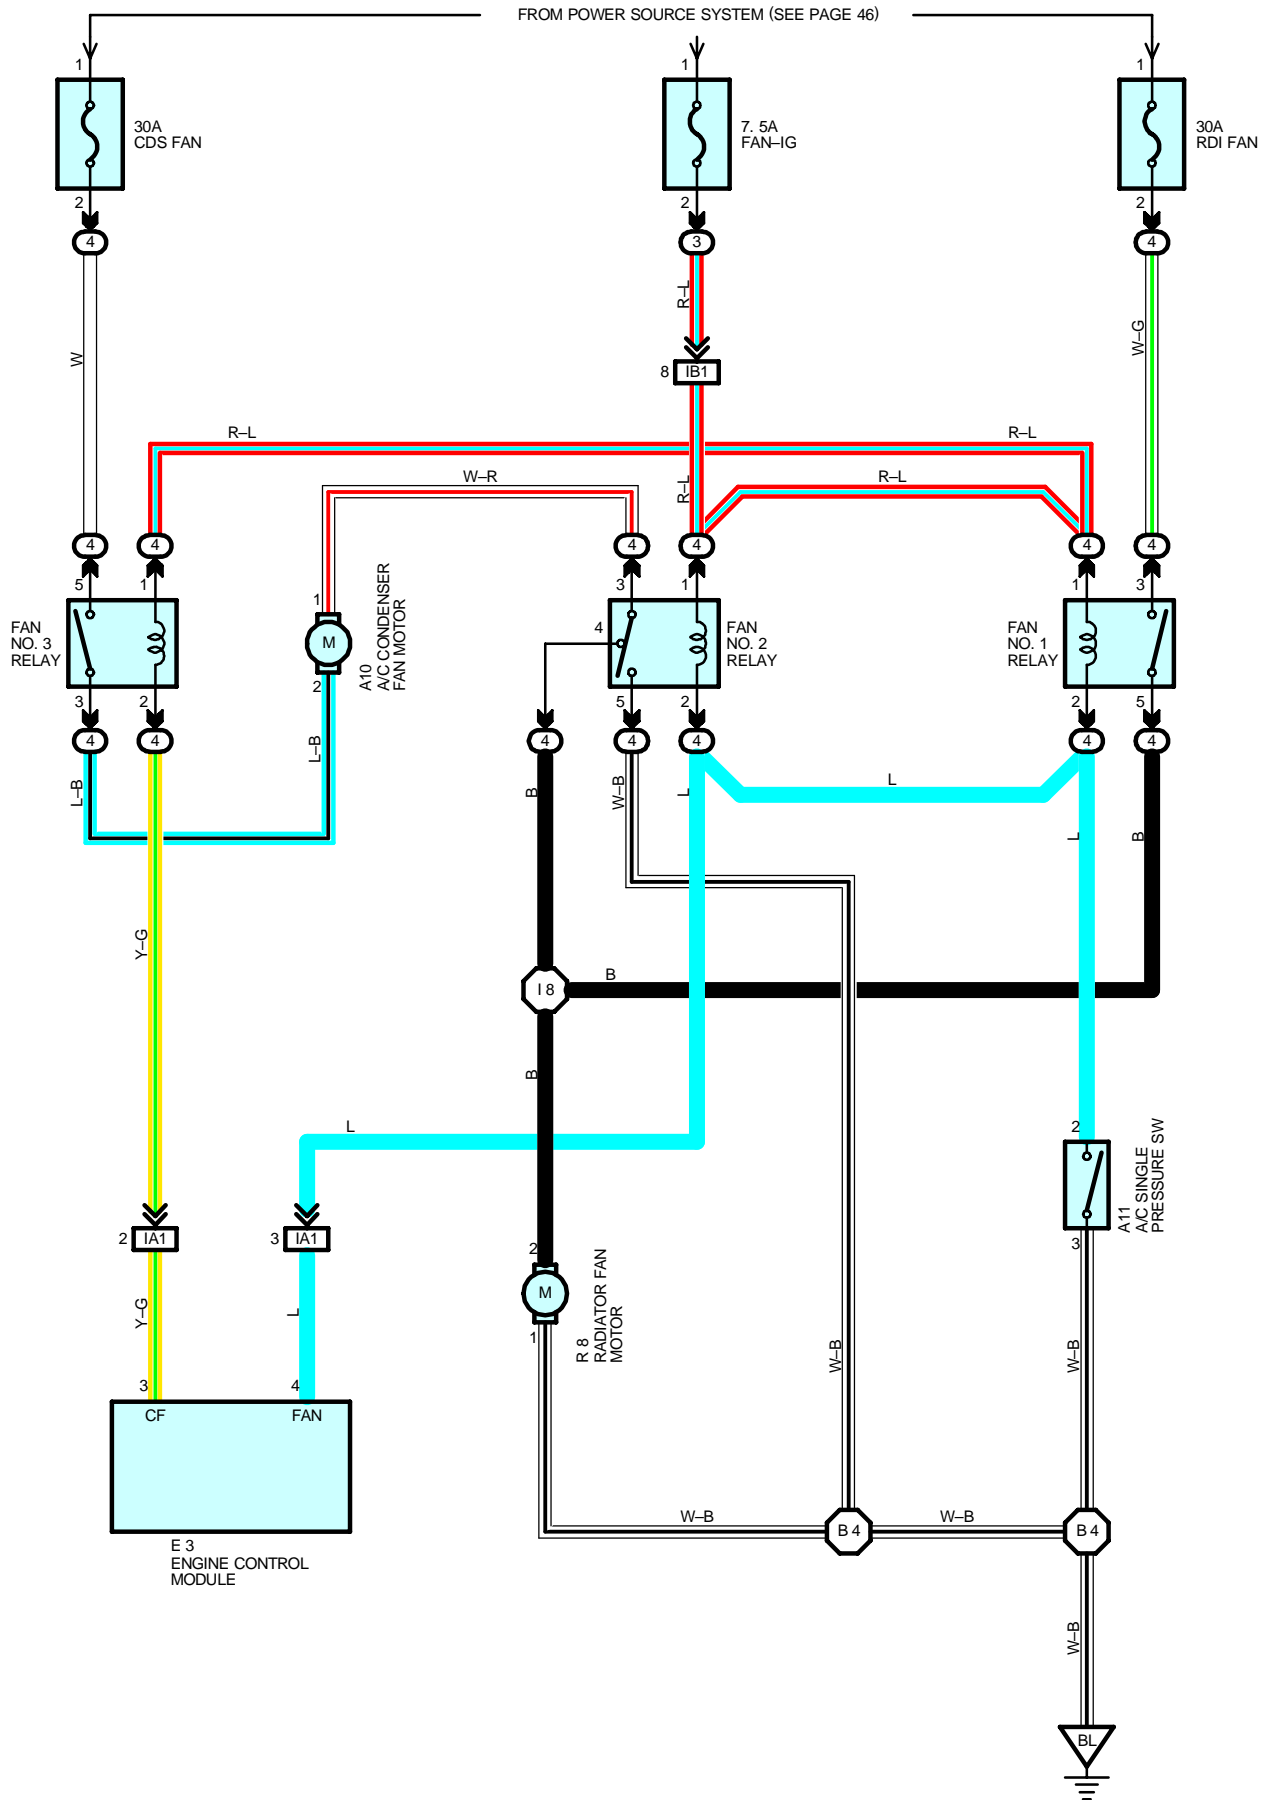 FROM POWER SOURCE SYSTEM (SEE PAGE 46)
1
1
1
30A
CDS FAN
7. 5A
FAN–IG
30A
RDI FAN
2
2
2
4
3
4
R–L
W
W–G
8
IB1
R–L
R–L
W–R
R–L
R–L
4
4
4
4
4
4
5
1
3
1
1
3
1
FAN
NO. 3
RELAY
M
A10
A/C CONDENSER
FAN MOTOR
4
FAN
NO. 2
RELAY
FAN
NO. 1
RELAY
3
2
2
5
2
2
5
4
4
4
4
4
4
4
L–B
L–B
B
W–B
L
L
L
B
Y–G
I 8
B
B
L
2
A11
A/C SINGLE
PRESSURE SW
3
2
IA1
3
IA1
2
M
1
R 8
RADIATOR FAN
MOTOR
Y–G
L
W–B
W–B
3
4
CF
FAN
W–B
B 4
W–B
B 4
E 3
ENGINE CONTROL
MODULE
W–B
BL